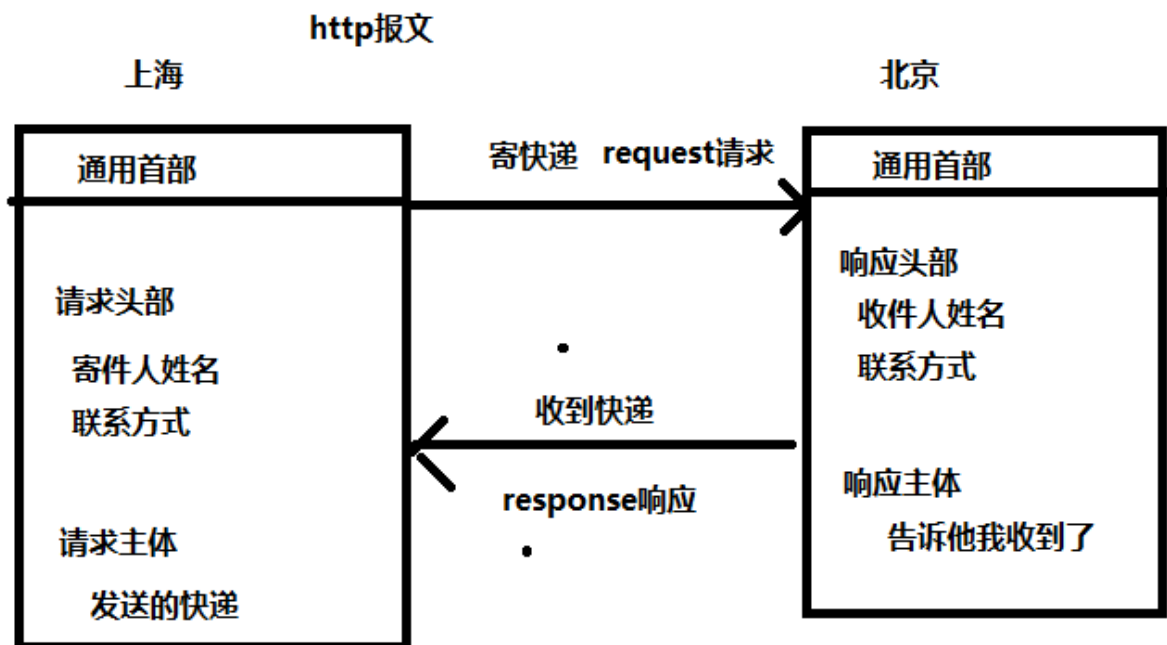 http报文
上海
北京
通用首部
请求头部
寄件人姓名
联系方式
请求主体
发送的快递
寄快递 request请求
收到快递
response响应
通用首部
响应头部
收件人姓名
联系方式
响应主体
告诉他我收到了